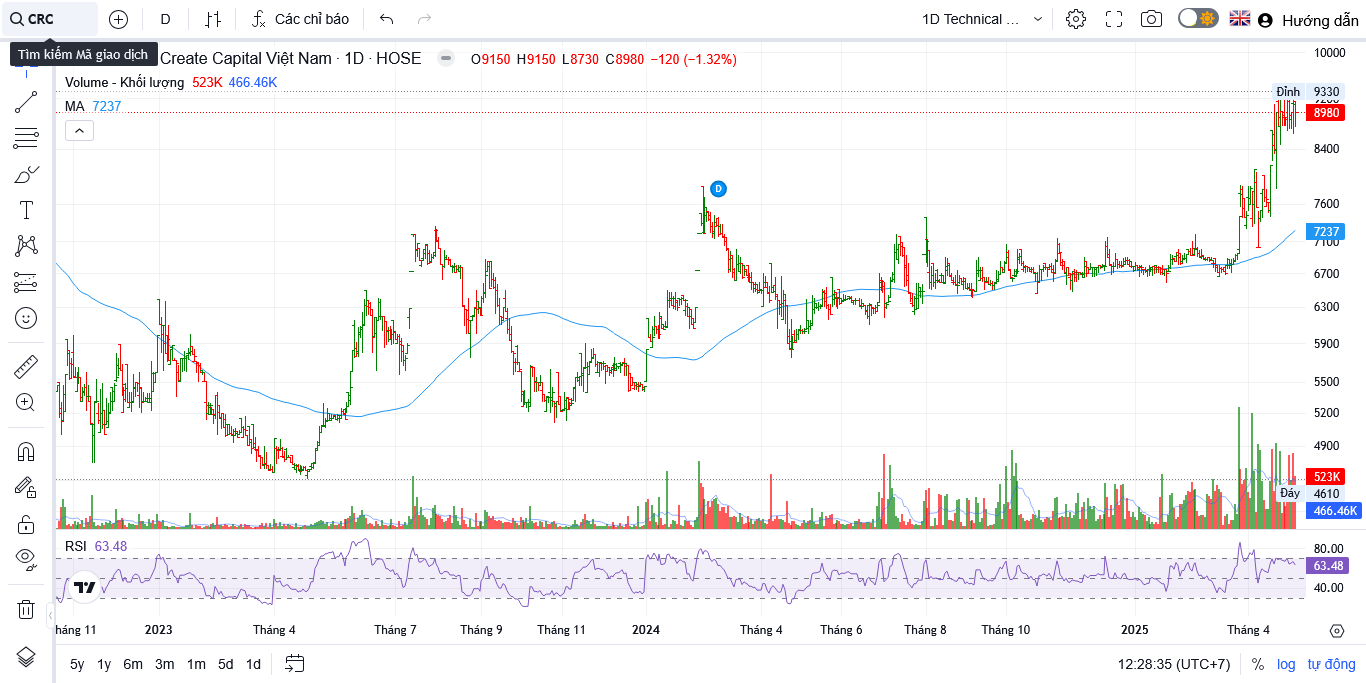 CRC
D
Các chỉ báo
1D Technical ...
Hướng dẫn
Tìm kiếm Mã giao dịch
Create Capital Việt Nam · 1D · HOSE
O9150 H9150 L8730 C8980 −120 (−1.32%)
Volume - Khối lượng 523K 466.46K
MA 7237
10000
Đỉnh 9330
9200
8980
8400
D
7600
7237
7100
6700
6300
5900
5500
5200
4900
523K
Đáy 4610
466.46K
RSI 63.48
80.00
63.48
40.00
háng 11 2023 Tháng 4 Tháng 7 Tháng 9 Tháng 11 2024 Tháng 4 Tháng 6 Tháng 8 Tháng 10 2025 Tháng 4
5y 1y 6m 3m 1m 5d 1d
12:28:35 (UTC+7) % log tự động